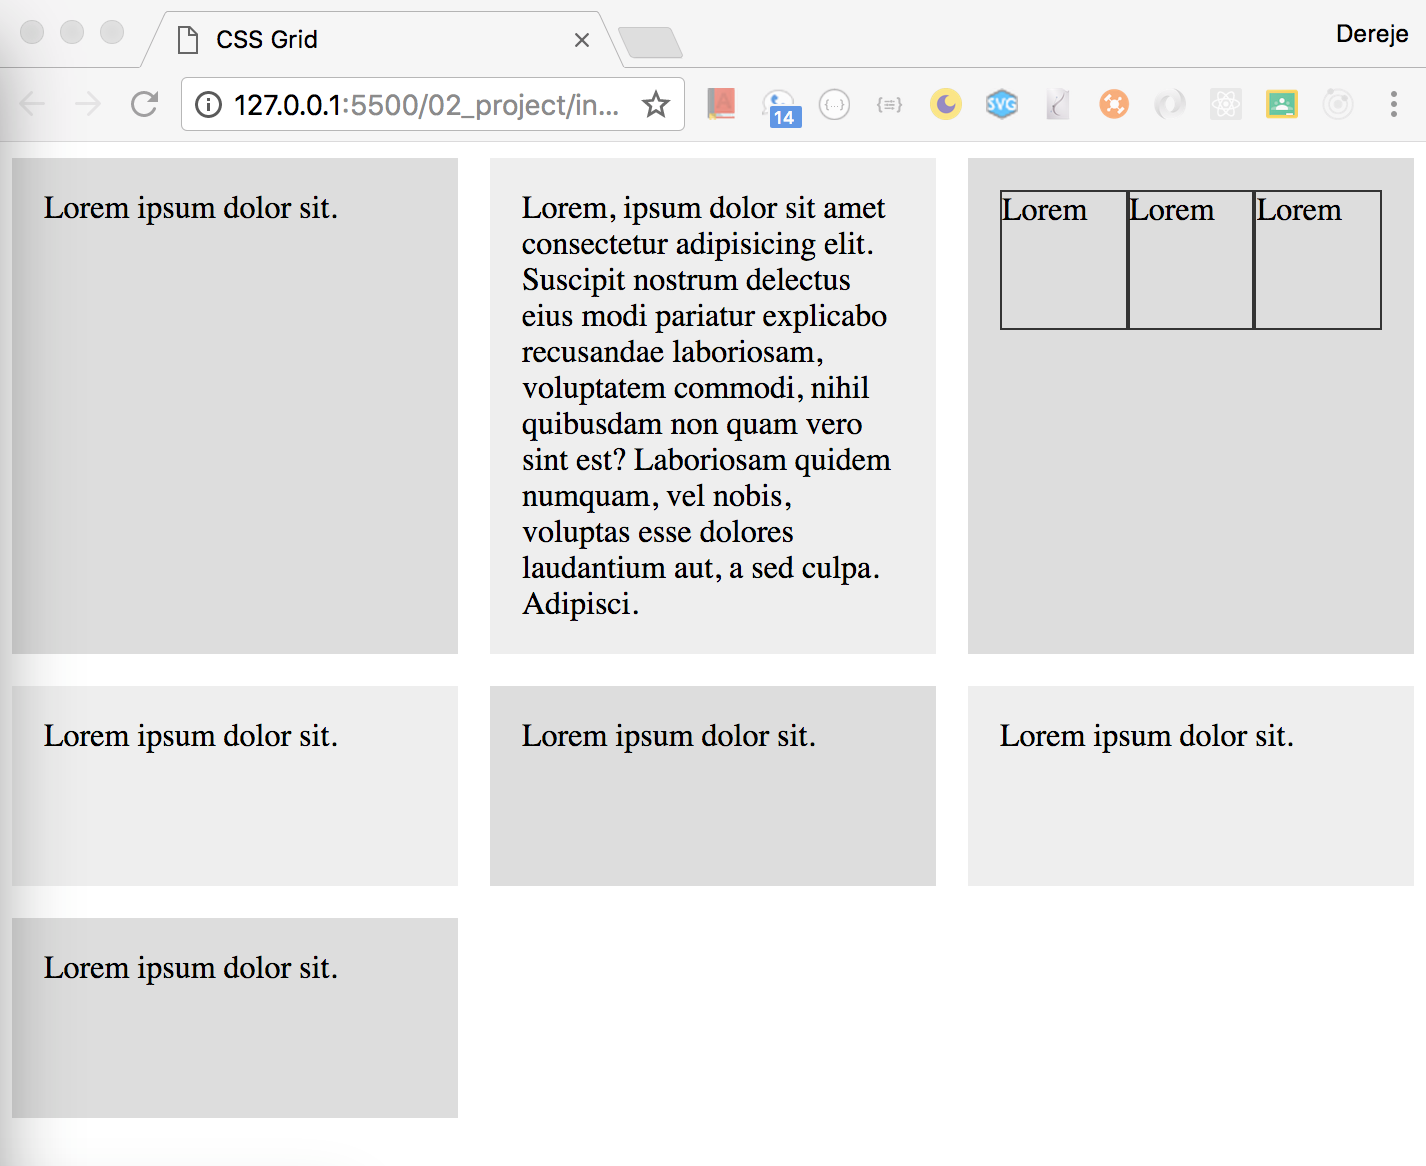 CSS Grid
Dereje
127.0.0.1:5500/02_project/in...
14
{...}
{≡}
SVG
Lorem ipsum dolor sit.
Lorem, ipsum dolor sit amet
consectetur adipisicing elit.
Suscipit nostrum delectus
eius modi pariatur explicabo
recusandae laboriosam,
voluptatem commodi, nihil
quibusdam non quam vero
sint est? Laboriosam quidem
numquam, vel nobis,
voluptas esse dolores
laudantium aut, a sed culpa.
Adipisci.
Lorem Lorem Lorem
Lorem ipsum dolor sit.
Lorem ipsum dolor sit.
Lorem ipsum dolor sit.
Lorem ipsum dolor sit.